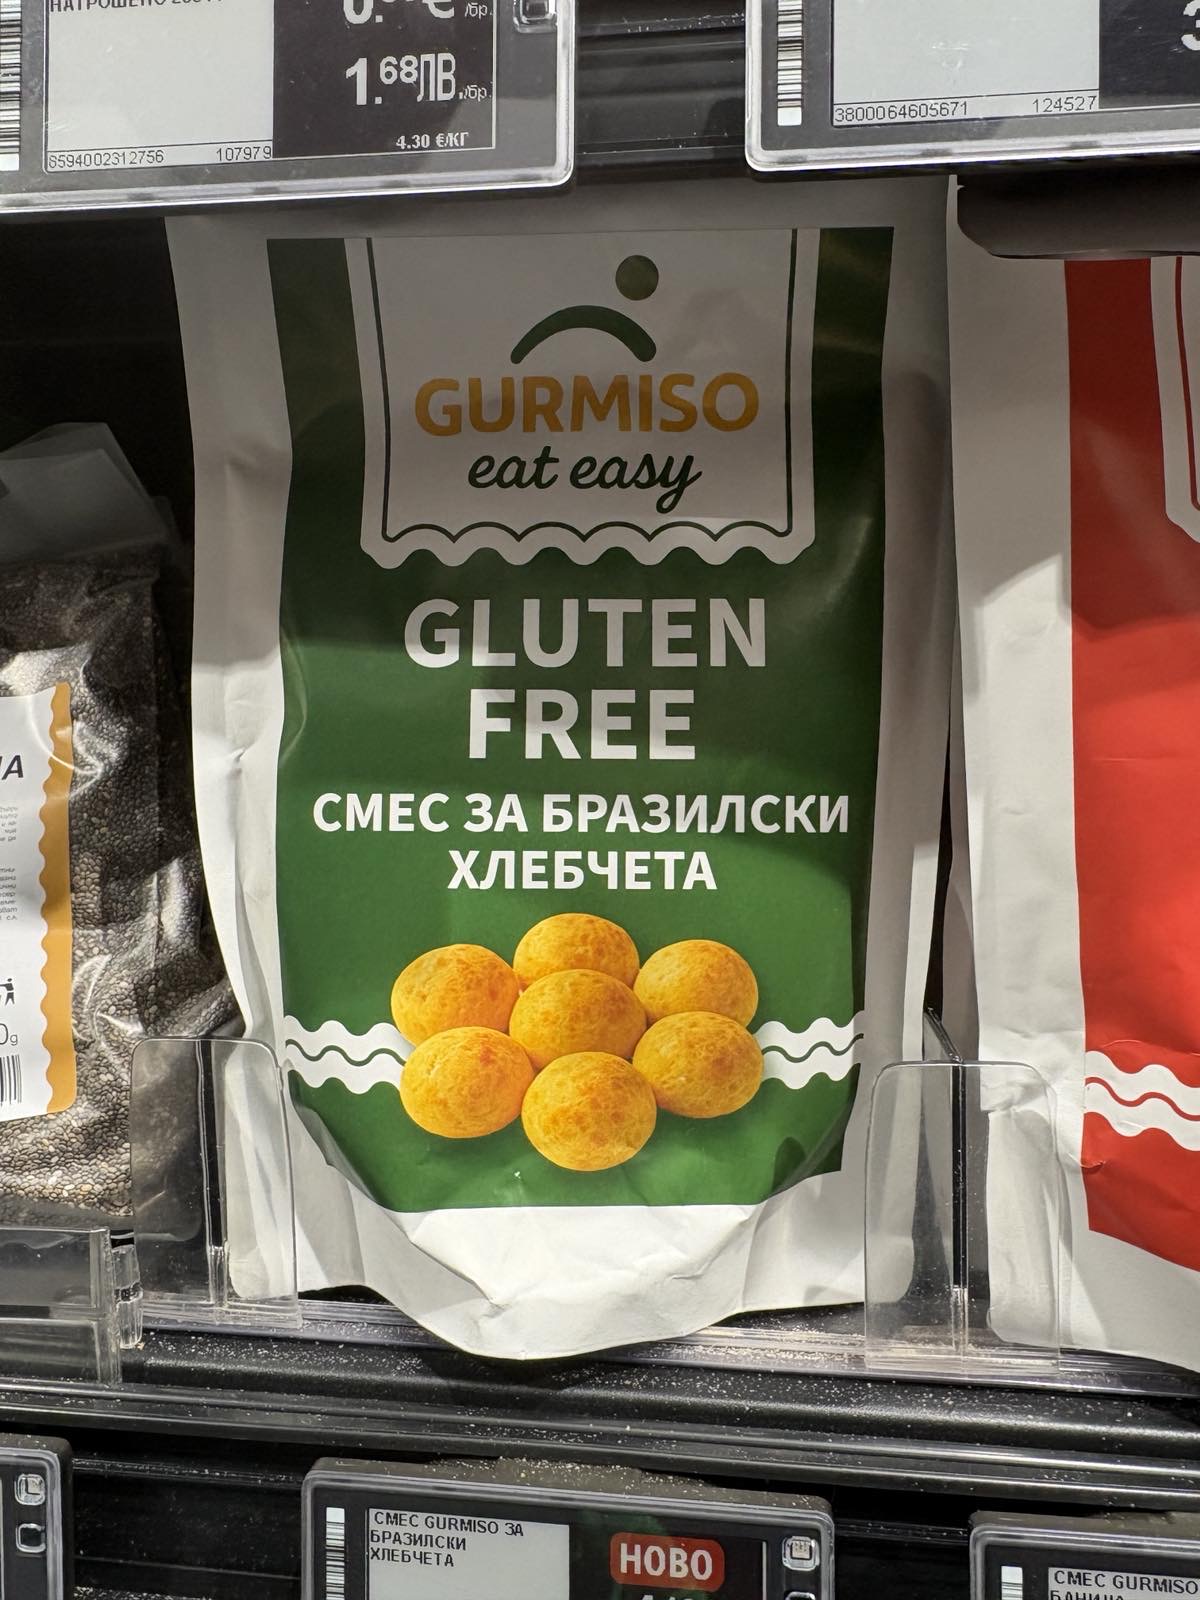 1.68ЛВ./бр.
4.30 €/КГ
8594002312756 107979
3800064605671 124527
GURMISO
eat easy
GLUTEN
FREE
СМЕС ЗА БРАЗИЛСКИ
ХЛЕБЧЕТА
СМЕС GURMISO ЗА
БРАЗИЛСКИ
ХЛЕБЧЕТА
НОВО
СМЕС GURMISO